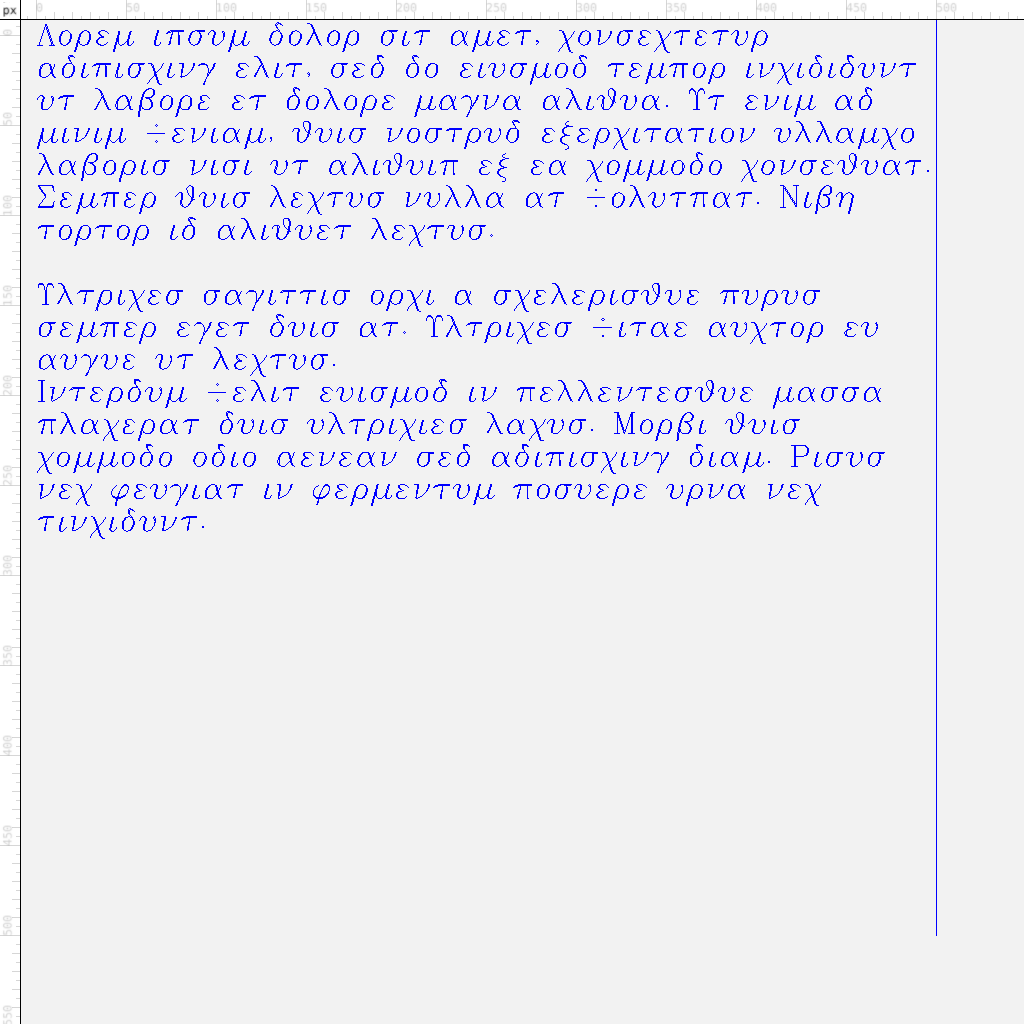 px
0 50 100 150 200 250 300 350 400 450 500
Λορεμ ιπσυμ δολορ σιτ αμετ, χονσεχτετυρ
αδιπισχινγ ελιτ, σεδ δο ειυσμοδ τεμπορ ινχιδιδυντ
υτ λαβορε ετ δολορε μαγνα αλιϑυα. Υτ ενιμ αδ
μινιμ ÷ενιαμ, ϑυισ νοστρυδ εξερχιτατιον υλλαμχο
λαβορισ νισι υτ αλιϑυιπ εξ εα χομμοδο χονσεϑυατ.
Σεμπερ ϑυισ λεχτυσ νυλλα ατ ÷ολυτπατ. Νιβη
τορτορ ιδ αλιϑυετ λεχτυσ.
Υλτριχεσ σαγιττισ ορχι α σχελερισϑυε πυρυσ
σεμπερ εγετ δυισ ατ. Υλτριχεσ ÷ιταε αυχτορ ευ
αυγυε υτ λεχτυσ.
Ιντερδυμ ÷ελιτ ευισμοδ ιν πελλεντεσϑυε μασσα
πλαχερατ δυισ υλτριχιεσ λαχυσ. Μορβι ϑυισ
χομμοδο οδιο αενεαν σεδ αδιπισχινγ διαμ. Ρισυσ
νεχ φευγιατ ιν φερμεντυμ ποσυερε υρνα νεχ
τινχιδυντ.
0
50
100
150
200
250
300
350
400
450
500
550